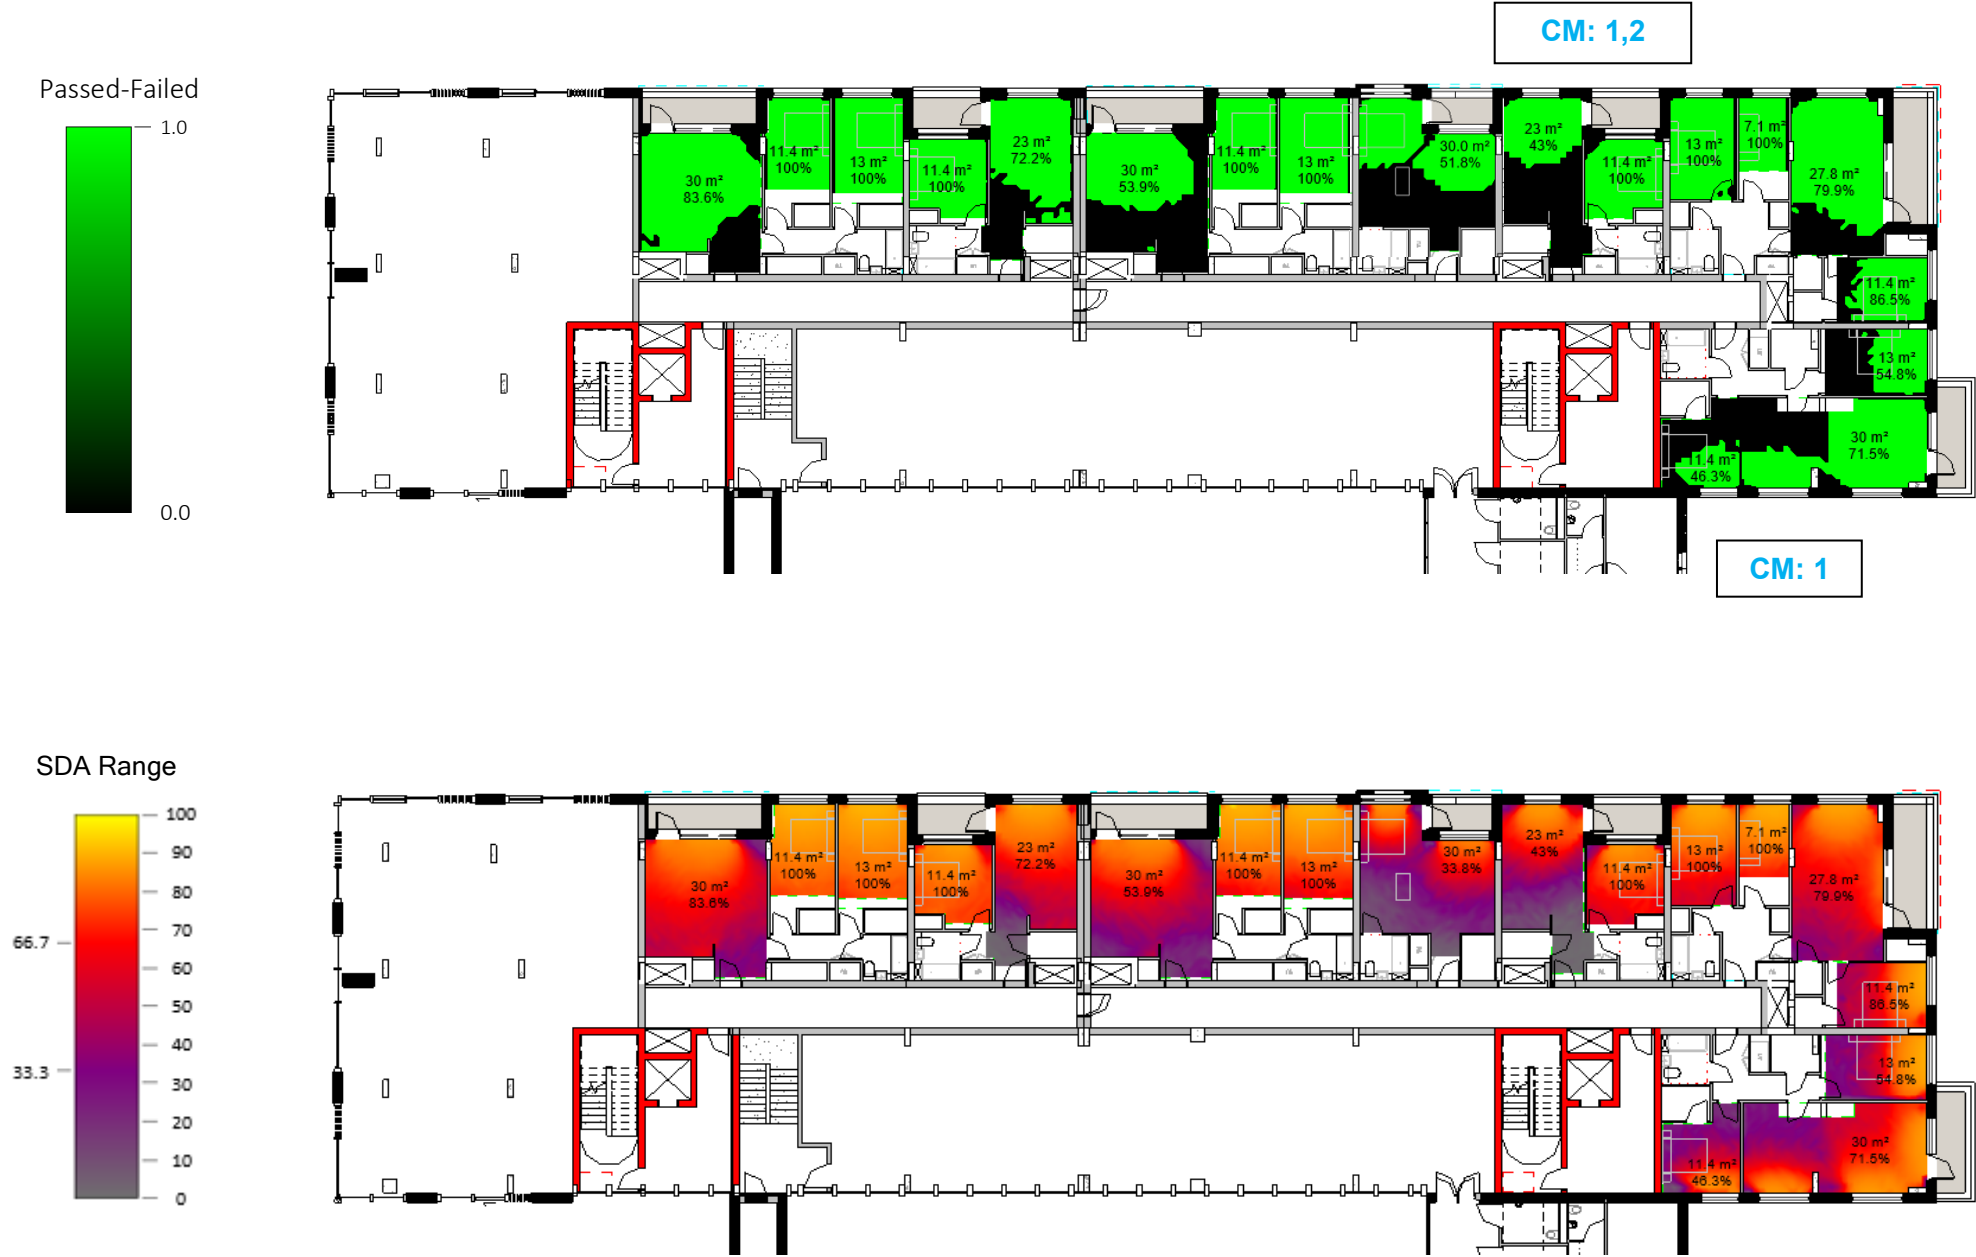 CM: 1,2
Passed-Failed
1.0
0.0
30 m²
83.6%
11.4 m²
100%
13 m²
100%
11.4 m²
100%
23 m²
72.2%
30 m²
53.9%
11.4 m²
100%
13 m²
100%
30.0 m²
51.8%
23 m²
43%
11.4 m²
100%
13 m²
100%
7.1 m²
100%
27.8 m²
79.9%
11.4 m²
86.5%
13 m²
54.8%
30 m²
71.5%
11.4 m²
46.3%
CM: 1
SDA Range
100
90
80
70
66.7
60
50
40
33.3
30
20
10
0
30 m²
83.6%
11.4 m²
100%
13 m²
100%
11.4 m²
100%
23 m²
72.2%
30 m²
53.9%
11.4 m²
100%
13 m²
100%
30 m²
33.8%
23 m²
43%
11.4 m²
100%
13 m²
100%
7.1 m²
100%
27.8 m²
79.9%
11.4 m²
86.5%
13 m²
54.8%
30 m²
71.5%
11.4 m²
46.3%